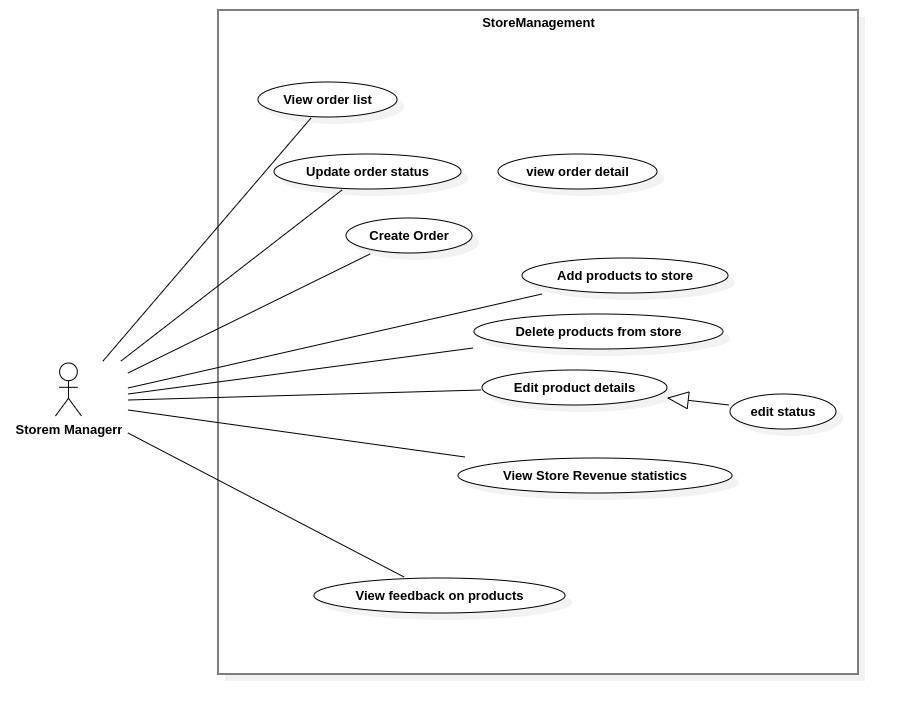 StoreManagement
View order list
Update order status
view order detail
Create Order
Add products to store
Delete products from store
Edit product details
edit status
Storem Managerr
View Store Revenue statistics
View feedback on products